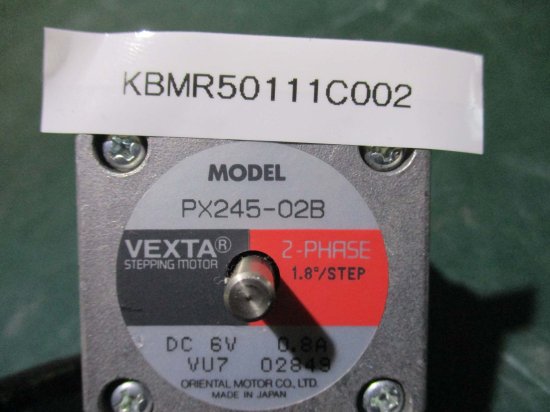 KBMR50111C002
MODEL
PX245-02B
VEXTA® 2-PHASE
STEPPING MOTOR 1.8°/STEP
DC 6V 0.8A
VU7 02849
ORIENTAL MOTOR CO., LTD.
MADE IN JAPAN